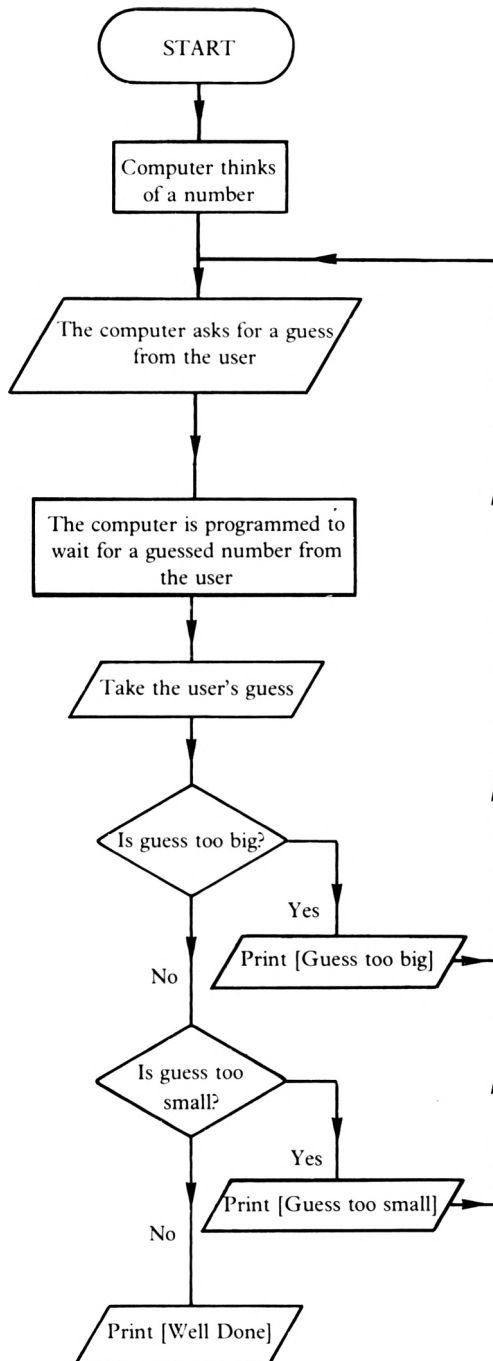 START
Computer thinks
of a number
The computer asks for a guess
from the user
The computer is programmed to
wait for a guessed number from
the user
Take the user's guess
Is guess too big?
Yes
Print [Guess too big]
No
Is guess too
small?
Yes
Print [Guess too small]
No
Print [Well Done]